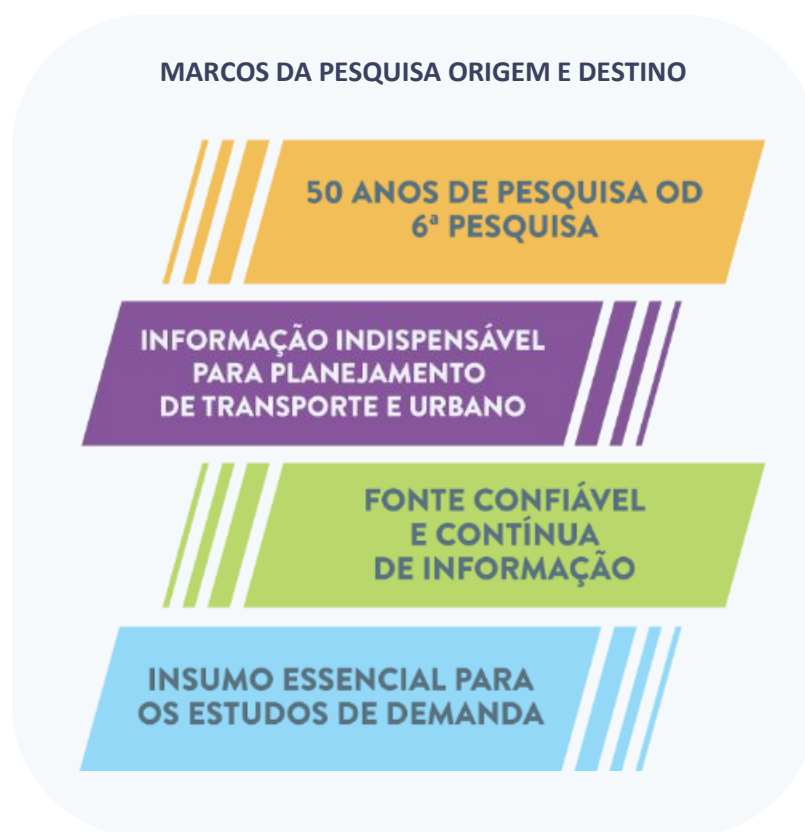 MARCOS DA PESQUISA ORIGEM E DESTINO
50 ANOS DE PESQUISA OD
6ª PESQUISA
INFORMAÇÃO INDISPENSÁVEL
PARA PLANEJAMENTO
DE TRANSPORTE E URBANO
FONTE CONFIÁVEL
E CONTÍNUA
DE INFORMAÇÃO
INSUMO ESSENCIAL PARA
OS ESTUDOS DE DEMANDA